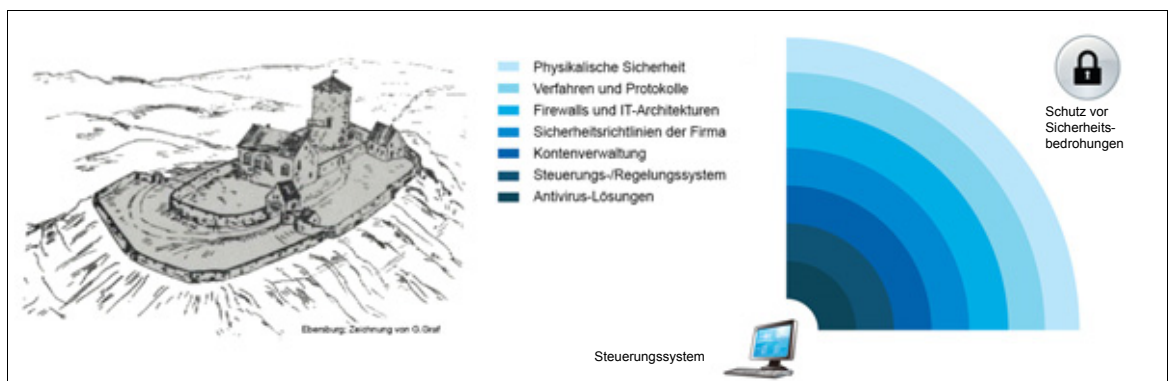 Physikalische Sicherheit
Verfahren und Protokolle
Firewalls und IT-Architekturen
Sicherheitsrichtlinien der Firma
Kontenverwaltung
Steuerungs-/Regelungssystem
Antivirus-Lösungen
Schutz vor
Sicherheits-
bedrohungen
Ebersburg; Zeichnung von G.Graf
Steuerungssystem